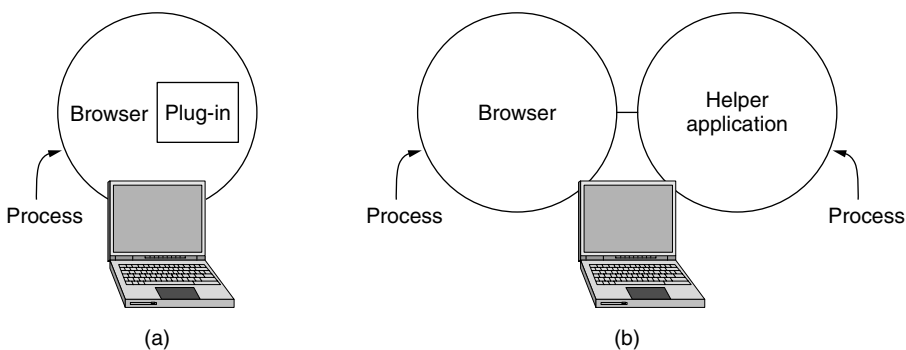 Browser
Plug-in
Process
(a)
Browser
Helper
application
Process
Process
(b)